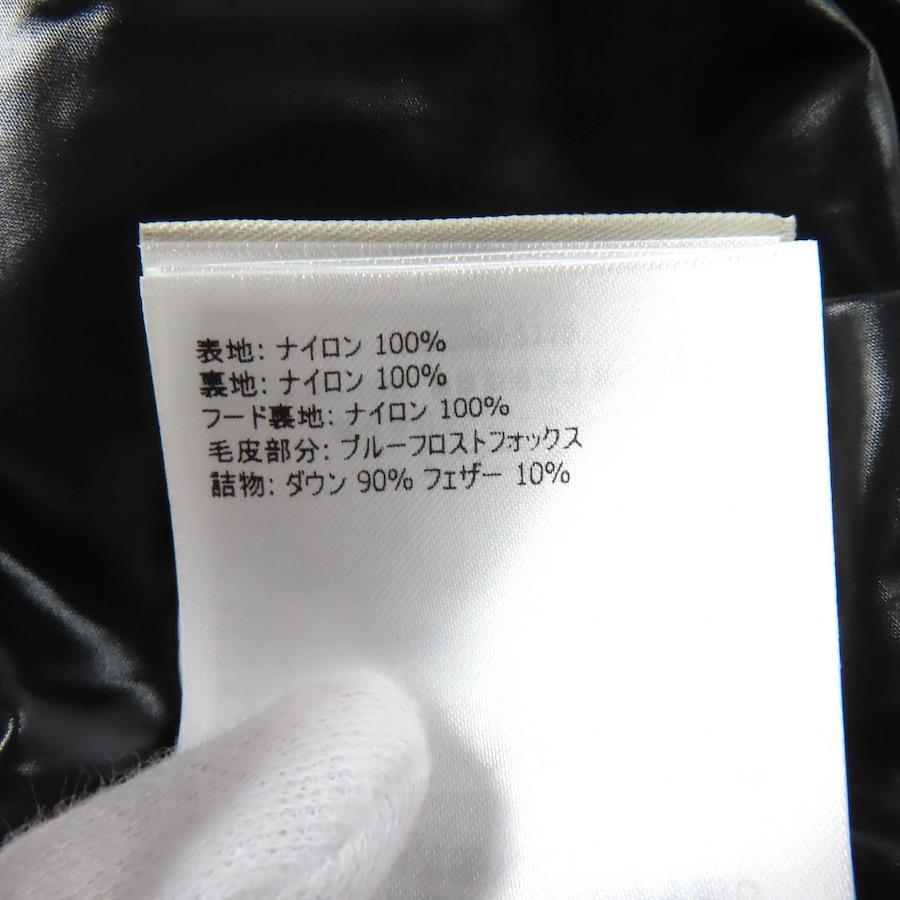 表地: ナイロン 100%
裏地: ナイロン 100%
フード裏地: ナイロン 100%
毛皮部分: ブルーフロストフォックス
詰物: ダウン 90% フェザー 10%